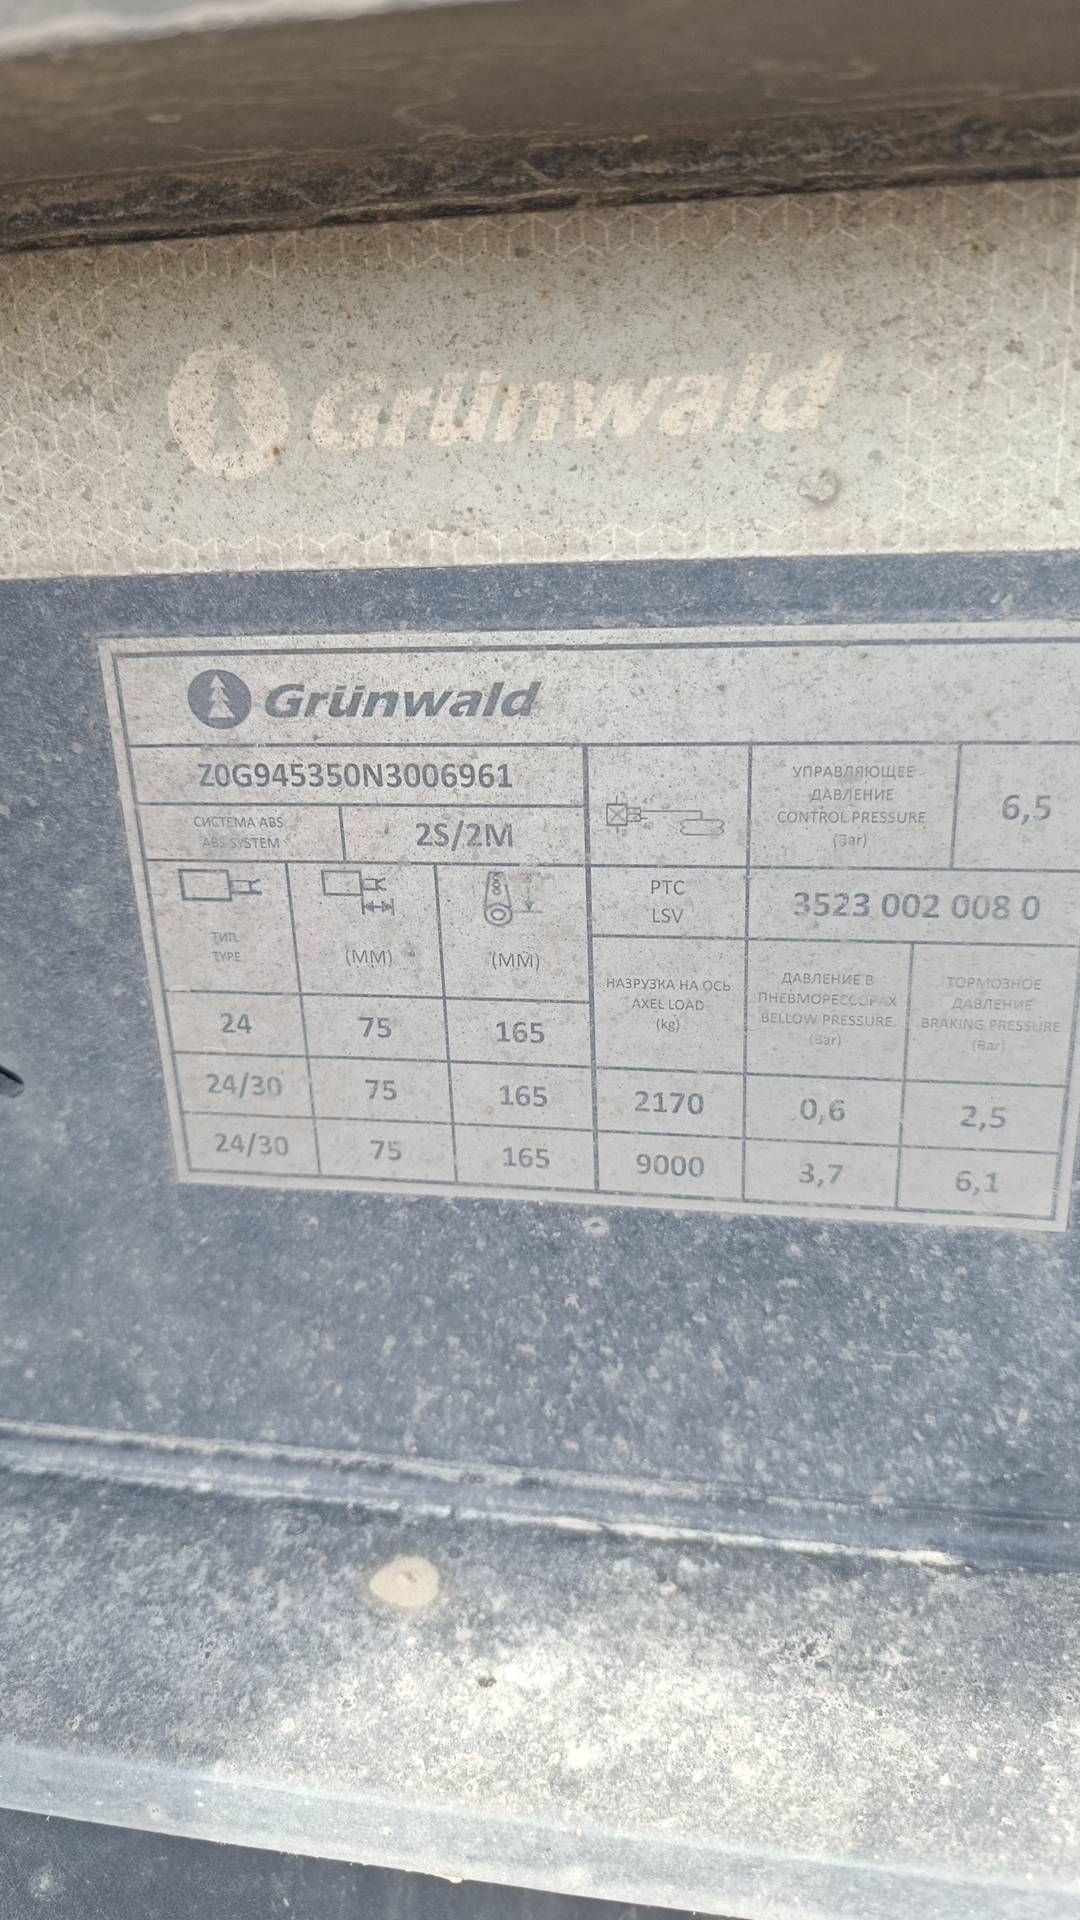 Grünwald
Grünwald
Z0G945350N3006961
СИСТЕМА ABS
ABS SYSTEM
2S/2M
УПРАВЛЯЮЩЕЕ
ДАВЛЕНИЕ
CONTROL PRESSURE
(Bar)
6,5
ТИП
TYPE
(ММ)
(ММ)
РТС
LSV
3523 002 008 0
НАЗРУЗКА НА ОСЬ
AXEL LOAD
(kg)
ДАВЛЕНИЕ В
ПНЕВМОРЕССОРАХ
BELLOW PRESSURE
(Bar)
ТОРМОЗНОЕ
ДАВЛЕНИЕ
BRAKING PRESSURE
(Bar)
24 75 165
24/30 75 165 2170 0,6 2,5
24/30 75 165 9000 3,7 6,1